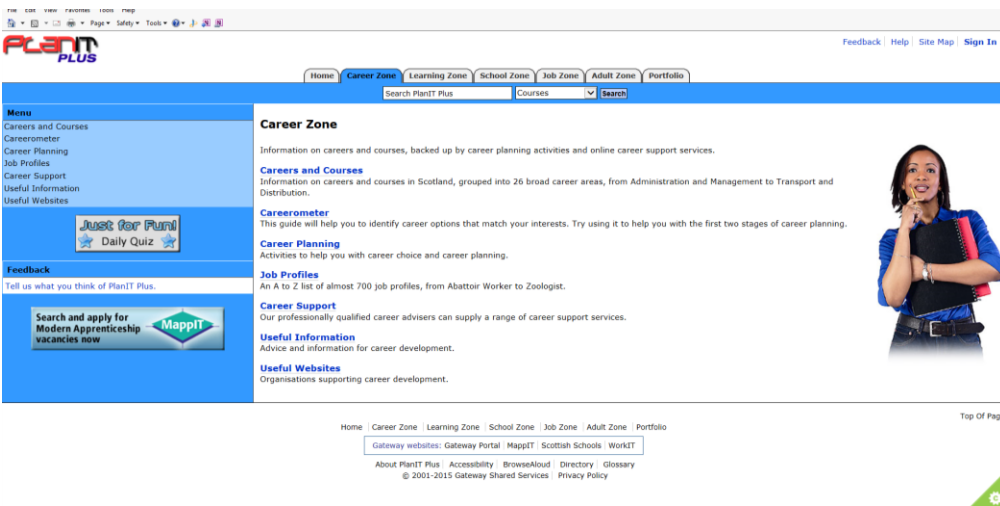 File Edit View Favorites Tools Help
Page Safety Tools
PLANIT
PLUS
Feedback Help Site Map Sign In
Home Career Zone Learning Zone School Zone Job Zone Adult Zone Portfolio
Search PlanIT Plus Courses Search
Menu
Careers and Courses
Careerometer
Career Planning
Job Profiles
Career Support
Useful Information
Useful Websites
Just for Fun!
Daily Quiz
Feedback
Tell us what you think of PlanIT Plus.
Search and apply for
Modern Apprenticeship
vacancies now
MappIT
Career Zone
Information on careers and courses, backed up by career planning activities and online career support services.
Careers and Courses
Information on careers and courses in Scotland, grouped into 26 broad career areas, from Administration and Management to Transport and
Distribution.
Careerometer
This guide will help you to identify career options that match your interests. Try using it to help you with the first two stages of career planning.
Career Planning
Activities to help you with career choice and career planning.
Job Profiles
An A to Z list of almost 700 job profiles, from Abattoir Worker to Zoologist.
Career Support
Our professionally qualified career advisers can supply a range of career support services.
Useful Information
Advice and information for career development.
Useful Websites
Organisations supporting career development.
Top Of Pag
Home Career Zone Learning Zone School Zone Job Zone Adult Zone Portfolio
Gateway websites: Gateway Portal MappIT Scottish Schools WorkIT
About PlanIT Plus Accessibility BrowseAloud Directory Glossary
© 2001-2015 Gateway Shared Services Privacy Policy